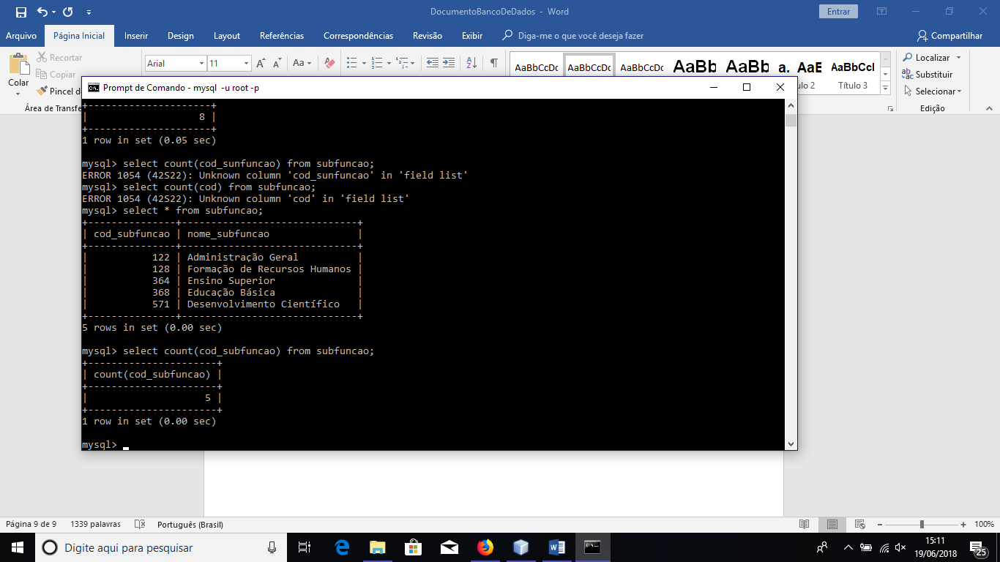 DocumentoBancoDeDados - Word
Entrar
Arquivo Página Inicial Inserir Design Layout Referências Correspondências Revisão Exibir Diga-me o que você deseja fazer Compartilhar
Colar
Recortar
Copiar
Pincel d
Área de Transfe
Arial 11
AaBbCcDc AaBbCcDc AaBbCcDc AaBb AaBb a. AaB AaBbCcI
ulo 2 Título 3
Localizar
Substituir
Selecionar
Edição
Prompt de Comando - mysql -u root -p
+---------------------+
| 8 |
+---------------------+
1 row in set (0.05 sec)
mysql> select count(cod_sunfuncao) from subfuncao;
ERROR 1054 (42S22): Unknown column 'cod_sunfuncao' in 'field list'
mysql> select count(cod) from subfuncao;
ERROR 1054 (42S22): Unknown column 'cod' in 'field list'
mysql> select * from subfuncao;
+---------------+------------------------------+
| cod_subfuncao | nome_subfuncao |
+---------------+------------------------------+
| 122 | Administração Geral |
| 128 | Formação de Recursos Humanos |
| 364 | Ensino Superior |
| 368 | Educação Básica |
| 571 | Desenvolvimento Científico |
+---------------+------------------------------+
5 rows in set (0.00 sec)
mysql> select count(cod_subfuncao) from subfuncao;
+----------------------+
| count(cod_subfuncao) |
+----------------------+
| 5 |
+----------------------+
1 row in set (0.00 sec)
mysql>
Página 9 de 9 1339 palavras Português (Brasil) 100%
Digite aqui para pesquisar
15:11
19/06/2018
25